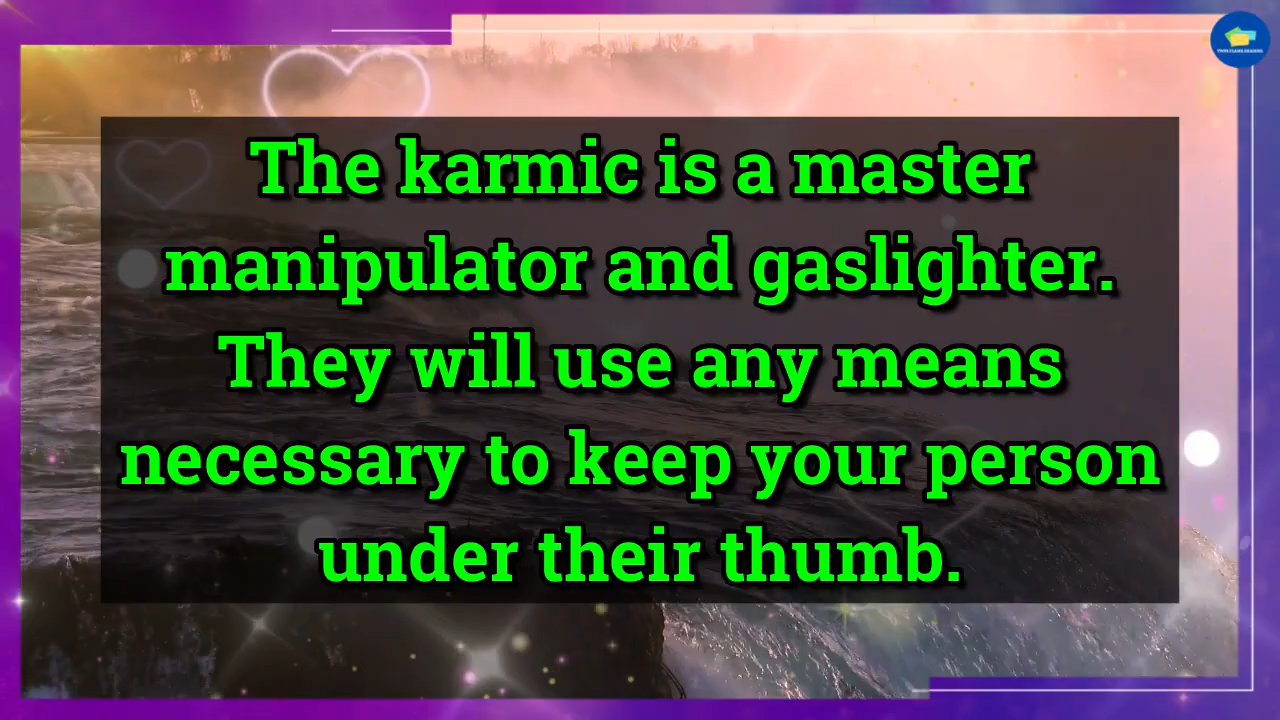 The karmic is a master
manipulator and gaslighter.
They will use any means
necessary to keep your person
under their thumb.